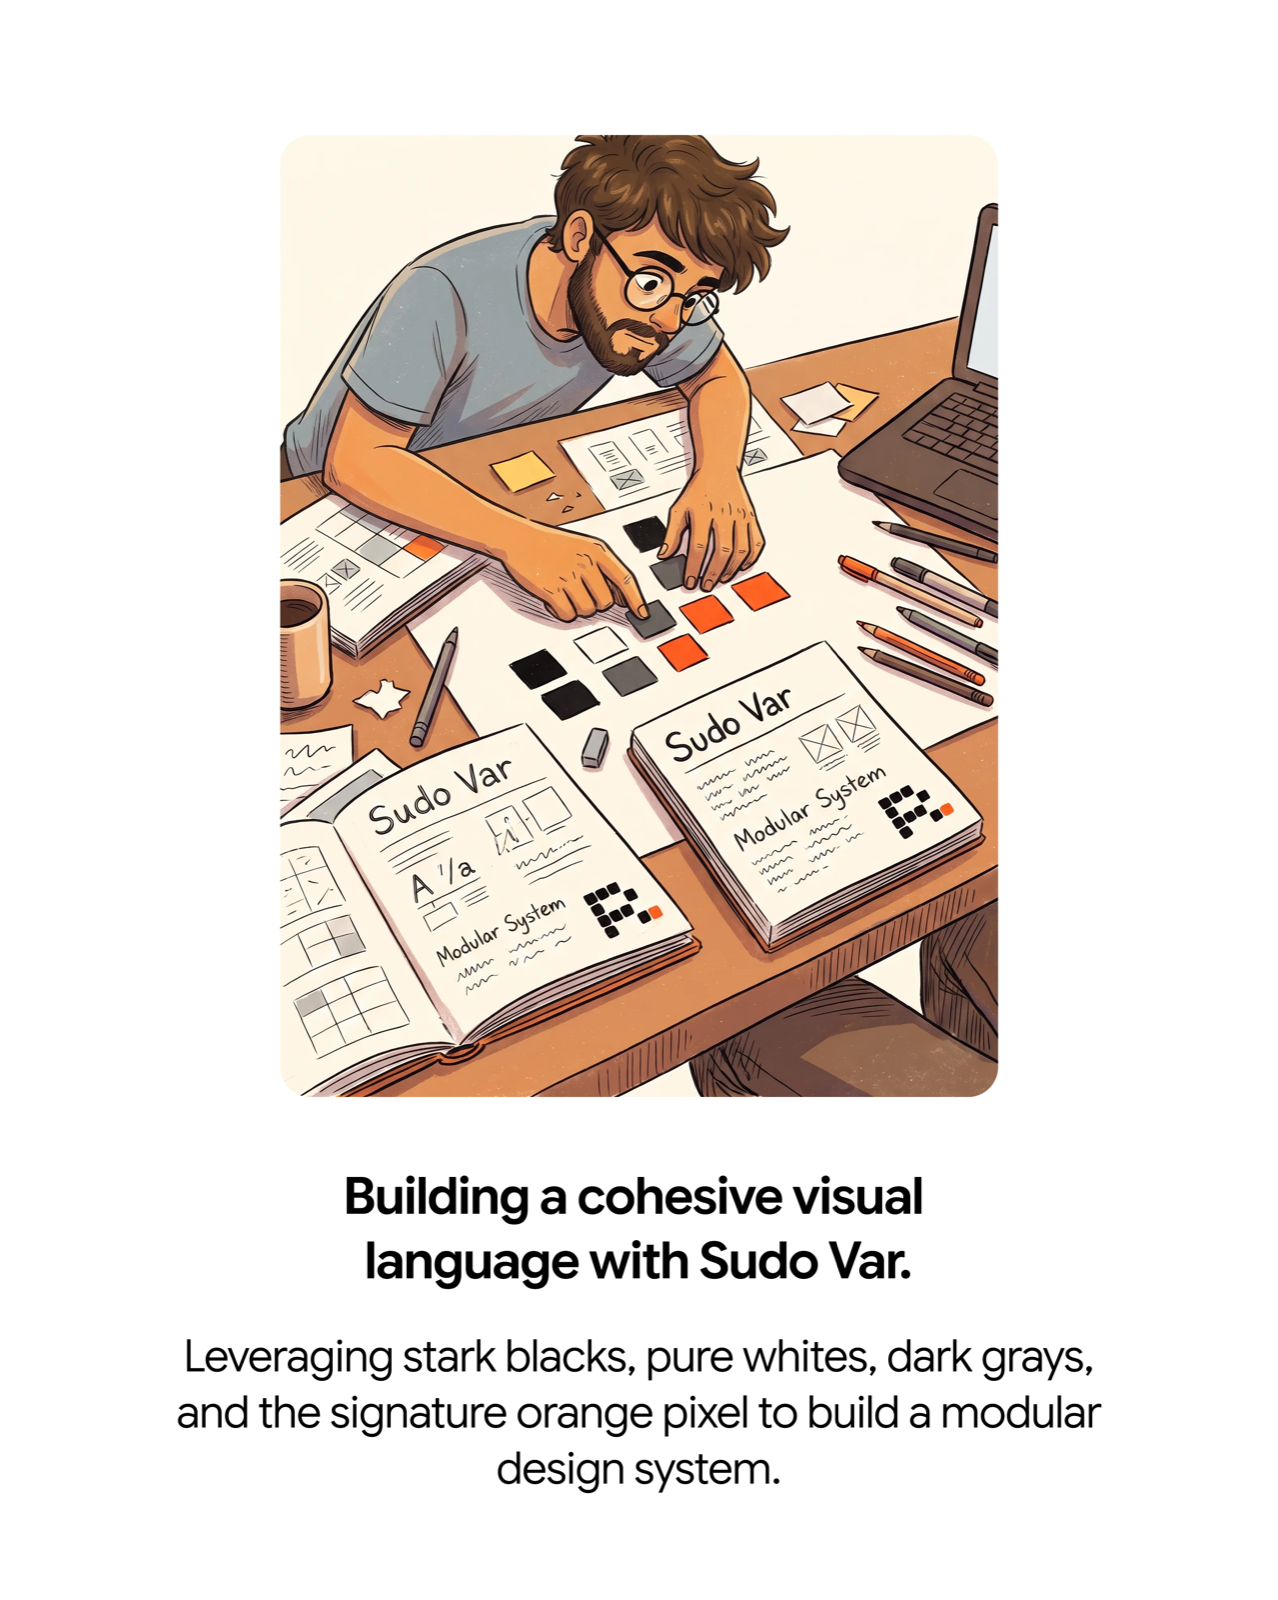 Sudo Var
Modular System
Sudo Var
A
Modular System
Building a cohesive visual
language with Sudo Var.
Leveraging stark blacks, pure whites, dark grays,
and the signature orange pixel to build a modular
design system.